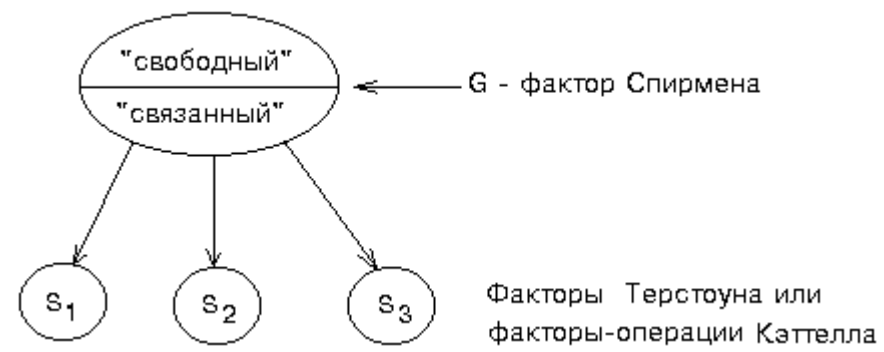 "свободный"
"связанный"
G - фактор Спирмена
S1
S2
S3
Факторы Терстоуна или
факторы-операции Кэттелла